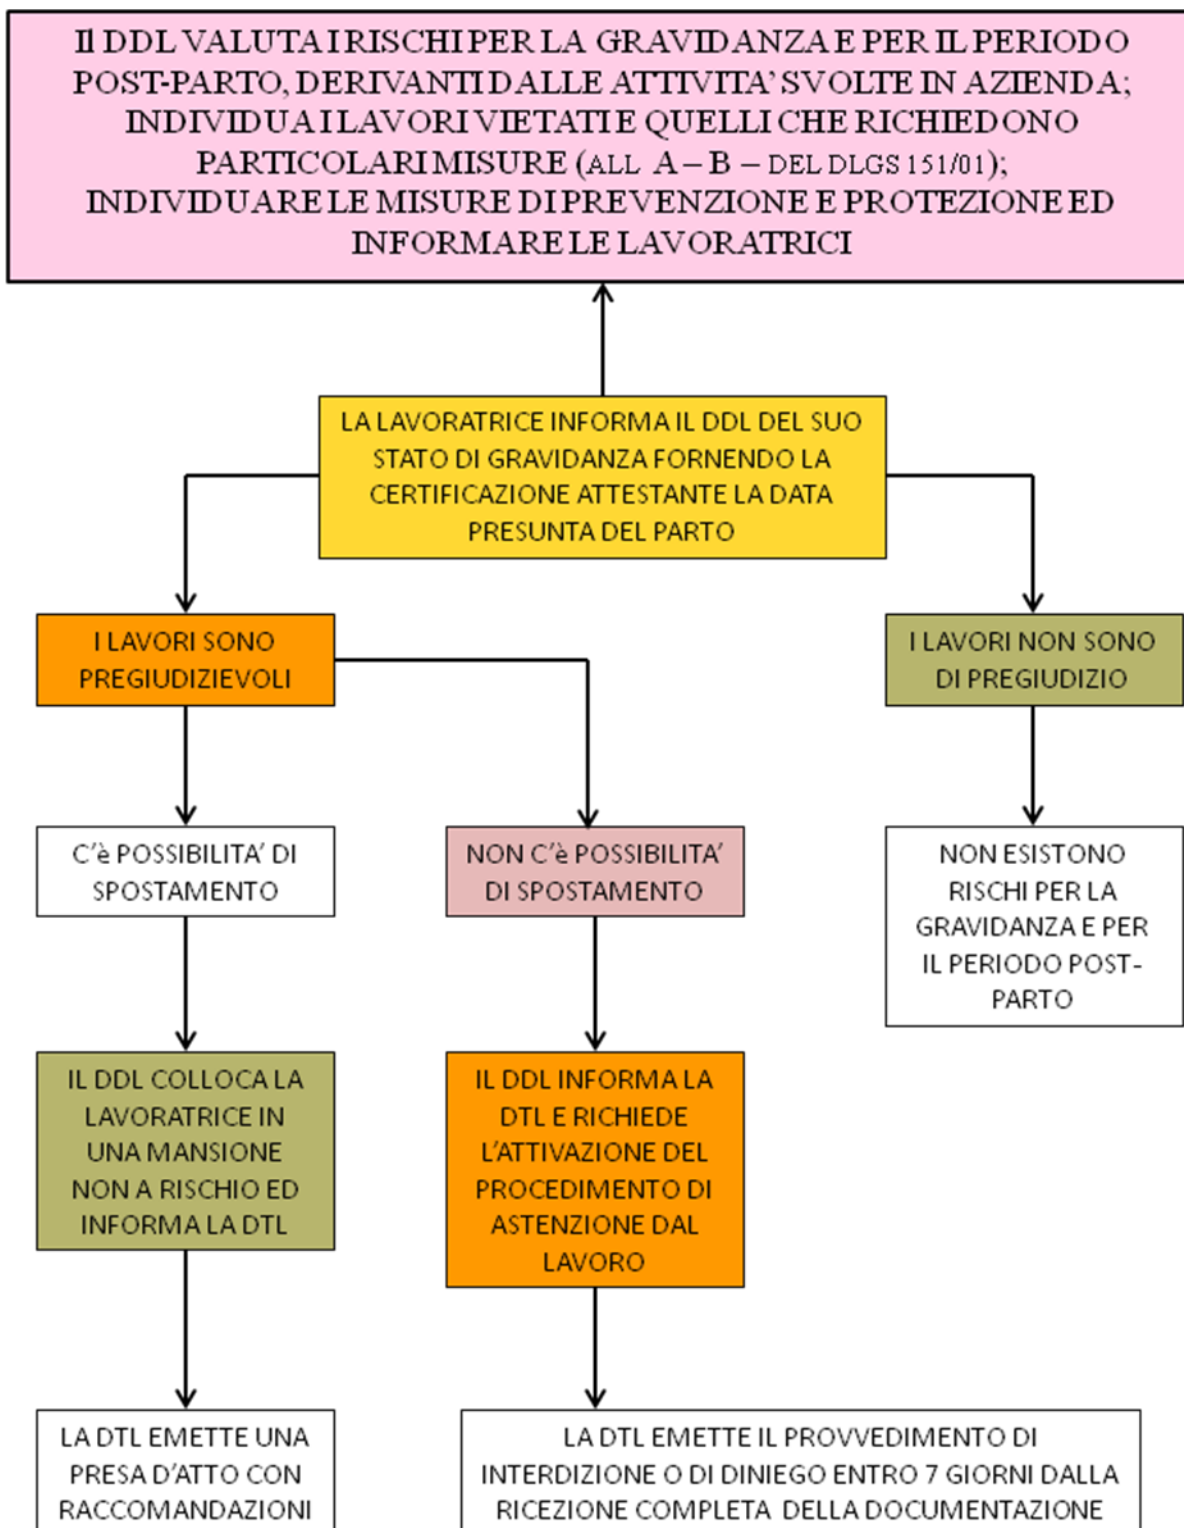 Il DDL VALUTA I RISCHI PER LA GRAVIDANZA E PER IL PERIODO
POST-PARTO, DERIVANTI DALLE ATTIVITA' SVOLTE IN AZIENDA;
INDIVIDUA I LAVORI VIETATI E QUELLI CHE RICHIEDONO
PARTICOLARI MISURE (ALL A – B – DEL DLGS 151/01);
INDIVIDUARE LE MISURE DI PREVENZIONE E PROTEZIONE ED
INFORMARE LE LAVORATRICI
LA LAVORATRICE INFORMA IL DDL DEL SUO
STATO DI GRAVIDANZA FORNENDO LA
CERTIFICAZIONE ATTESTANTE LA DATA
PRESUNTA DEL PARTO
I LAVORI SONO
PREGIUDIZIEVOLI
I LAVORI NON SONO
DI PREGIUDIZIO
C'è POSSIBILITA' DI
SPOSTAMENTO
NON C'è POSSIBILITA'
DI SPOSTAMENTO
NON ESISTONO
RISCHI PER LA
GRAVIDANZA E PER
IL PERIODO POST-
PARTO
IL DDL COLLOCA LA
LAVORATRICE IN
UNA MANSIONE
NON A RISCHIO ED
INFORMA LA DTL
IL DDL INFORMA LA
DTL E RICHIEDE
L'ATTIVAZIONE DEL
PROCEDIMENTO DI
ASTENZIONE DAL
LAVORO
LA DTL EMETTE UNA
PRESA D'ATTO CON
RACCOMANDAZIONI
LA DTL EMETTE IL PROVVEDIMENTO DI
INTERDIZIONE O DI DINIEGO ENTRO 7 GIORNI DALLA
RICEZIONE COMPLETA DELLA DOCUMENTAZIONE